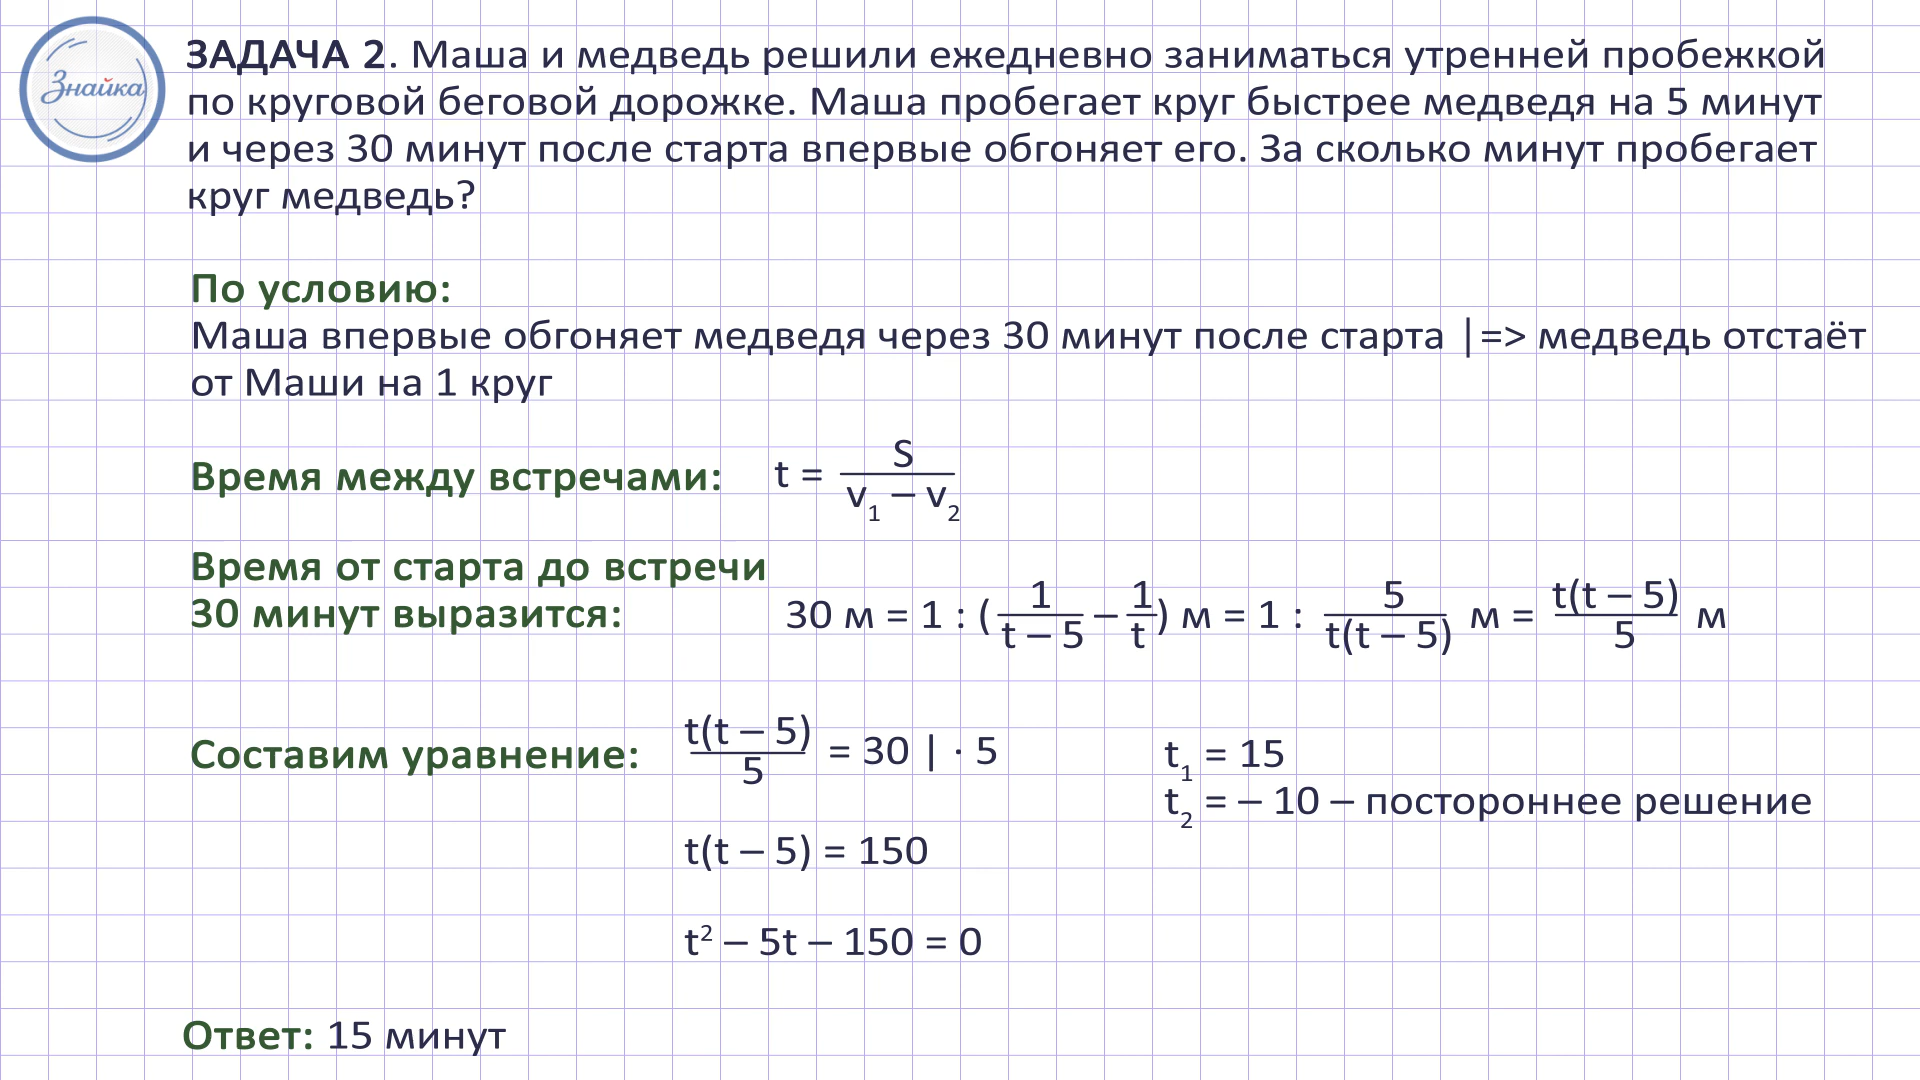 Знайка
ЗАДАЧА 2. Маша и медведь решили ежедневно заниматься утренней пробежкой
по круговой беговой дорожке. Маша пробегает круг быстрее медведя на 5 минут
и через 30 минут после старта впервые обгоняет его. За сколько минут пробегает
круг медведь?
По условию:
Маша впервые обгоняет медведя через 30 минут после старта |=> медведь отстаёт
от Маши на 1 круг
Время между встречами: t = S / (v₁ – v₂)
Время от старта до встречи
30 минут выразится: 30 м = 1 : (1/(t – 5) – 1/t) м = 1 : 5/(t(t – 5)) м = t(t – 5)/5 м
Составим уравнение: t(t – 5)/5 = 30 | · 5
t(t – 5) = 150
t² – 5t – 150 = 0
t₁ = 15
t₂ = – 10 – постороннее решение
Ответ: 15 минут